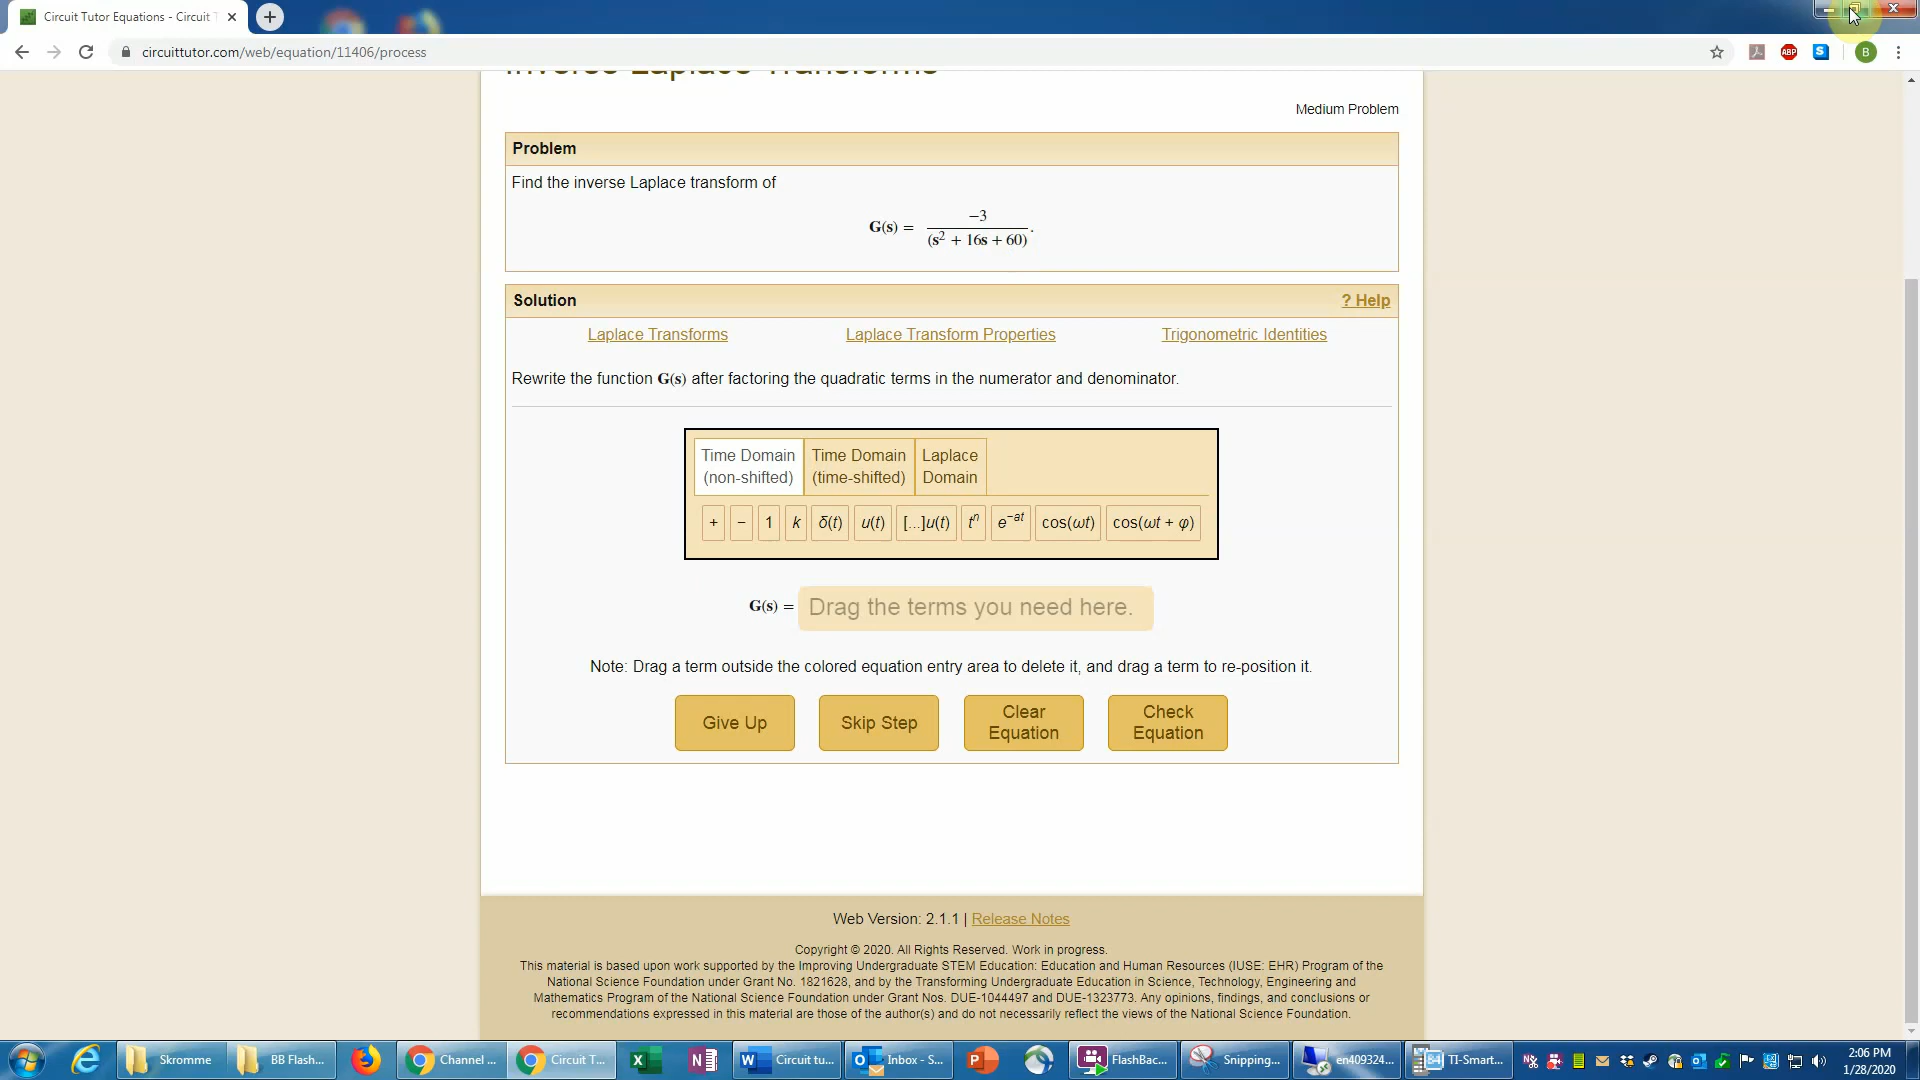 Circuit Tutor Equations - Circuit T
circuittutor.com/web/equation/11406/process
ABP
S
B
Inverse Laplace Transforms
Medium Problem
Problem
Find the inverse Laplace transform of
G(s) = −3 / (s² + 16s + 60).
Solution
? Help
Laplace Transforms Laplace Transform Properties Trigonometric Identities
Rewrite the function G(s) after factoring the quadratic terms in the numerator and denominator.
Time Domain (non-shifted)
Time Domain (time-shifted)
Laplace Domain
+ − 1 k δ(t) u(t) [...]u(t) tⁿ e⁻ᵃᵗ cos(ωt) cos(ωt + φ)
G(s) = Drag the terms you need here.
Note: Drag a term outside the colored equation entry area to delete it, and drag a term to re-position it.
Give Up
Skip Step
Clear Equation
Check Equation
Web Version: 2.1.1 | Release Notes
Copyright © 2020. All Rights Reserved. Work in progress.
This material is based upon work supported by the Improving Undergraduate STEM Education: Education and Human Resources (IUSE: EHR) Program of the
National Science Foundation under Grant No. 1821628, and by the Transforming Undergraduate Education in Science, Technology, Engineering and
Mathematics Program of the National Science Foundation under Grant Nos. DUE-1044497 and DUE-1323773. Any opinions, findings, and conclusions or
recommendations expressed in this material are those of the author(s) and do not necessarily reflect the views of the National Science Foundation.
Skromme
BB Flash...
Channel ...
Circuit T...
Circuit tu...
Inbox - S...
FlashBac...
Snipping...
en409324...
TI-Smart...
2:06 PM
1/28/2020